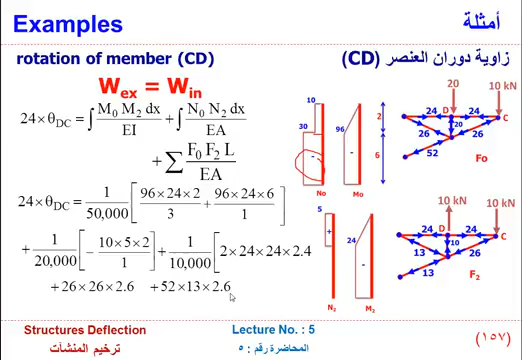 Examples
أمثلة
rotation of member (CD)
زاوية دوران العنصر (CD)
Wex = Win
24 × θDC = ∫ M0 M2 dx / EI + ∫ N0 N2 dx / EA
+ ∑ F0 F2 L / EA
24 × θDC = 1 / 50,000 [ 96 × 24 × 2 / 3 + 96 × 24 × 6 / 1 ]
+ 1 / 20,000 [ − 10 × 5 × 2 / 1 ] + 1 / 10,000 [ 2 × 24 × 24 × 2.4
+ 26 × 26 × 2.6 + 52 × 13 × 2.6
10
30
-
No
96
-
Mo
2
6
20
10 kN
24
D
24
C
20
26
26
52
Fo
5
+
N2
24
-
M2
10 kN
10 kN
24
D
24
C
10
13
26
13
F2
Structures Deflection
Lecture No. : 5
ترخيم المنشآت
المحاضرة رقم : ٥
(١٥٧)